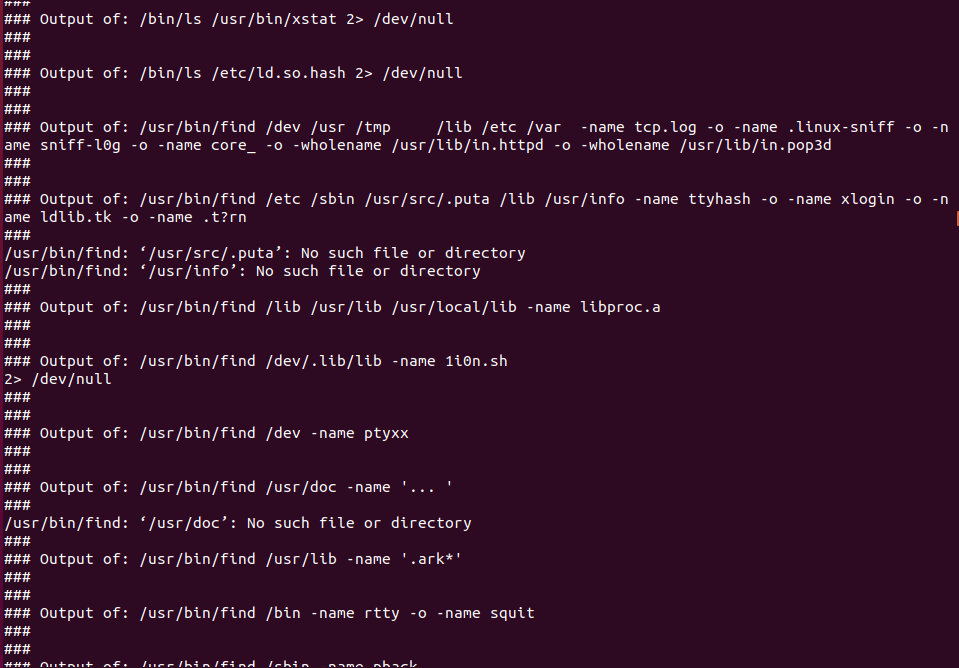 ###
### Output of: /bin/ls /usr/bin/xstat 2> /dev/null
###
###
### Output of: /bin/ls /etc/ld.so.hash 2> /dev/null
###
###
### Output of: /usr/bin/find /dev /usr /tmp     /lib /etc /var  -name tcp.log -o -name .linux-sniff -o -n
ame sniff-l0g -o -name core_ -o -wholename /usr/lib/in.httpd -o -wholename /usr/lib/in.pop3d
###
###
### Output of: /usr/bin/find /etc /sbin /usr/src/.puta /lib /usr/info -name ttyhash -o -name xlogin -o -n
ame ldlib.tk -o -name .t?rn
###
/usr/bin/find: ‘/usr/src/.puta’: No such file or directory
/usr/bin/find: ‘/usr/info’: No such file or directory
###
### Output of: /usr/bin/find /lib /usr/lib /usr/local/lib -name libproc.a
###
###
### Output of: /usr/bin/find /dev/.lib/lib -name 1i0n.sh
2> /dev/null
###
###
### Output of: /usr/bin/find /dev -name ptyxx
###
###
### Output of: /usr/bin/find /usr/doc -name '... '
###
/usr/bin/find: ‘/usr/doc’: No such file or directory
###
### Output of: /usr/bin/find /usr/lib -name '.ark*'
###
###
### Output of: /usr/bin/find /bin -name rtty -o -name squit
###
###
### Output of: /usr/bin/find /sbin -name pback